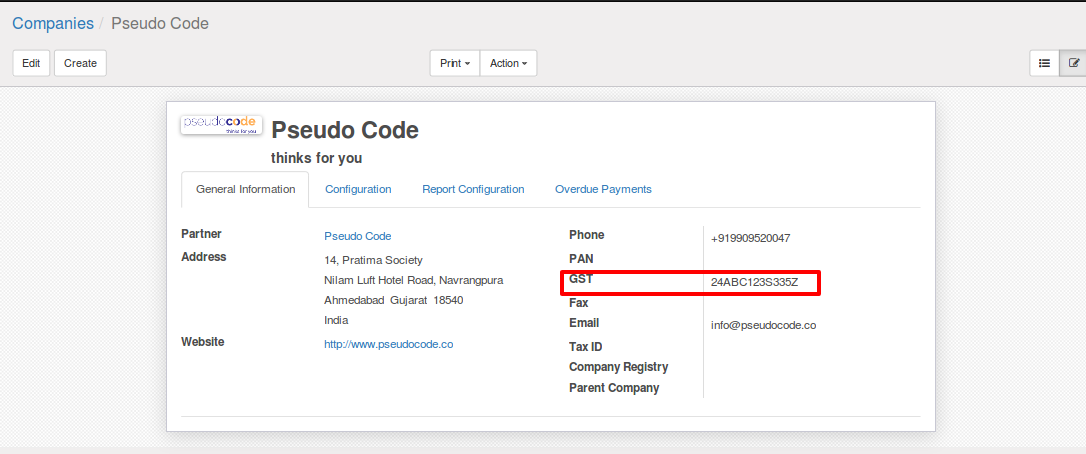 Companies / Pseudo Code
Edit Create Print Action
pseudocode
thinks for you
Pseudo Code
thinks for you
General Information Configuration Report Configuration Overdue Payments
Partner Pseudo Code
Address 14, Pratima Society
Nilam Luft Hotel Road, Navrangpura
Ahmedabad Gujarat 18540
India
Website http://www.pseudocode.co
Phone +919909520047
PAN
GST 24ABC123S335Z
Fax
Email info@pseudocode.co
Tax ID
Company Registry
Parent Company